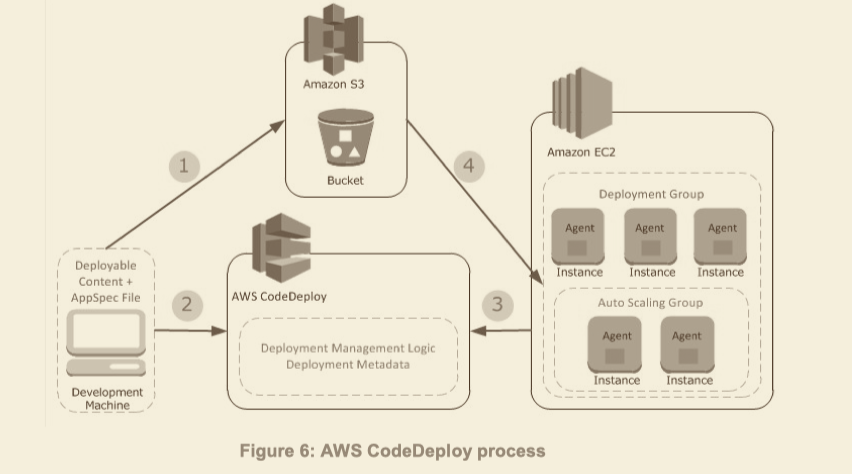 Amazon S3
Bucket
1
4
Amazon EC2
Deployment Group
Agent
Agent
Agent
Instance
Instance
Instance
Auto Scaling Group
Agent
Agent
Instance
Instance
Deployable
Content +
AppSpec File
Development
Machine
2
AWS CodeDeploy
Deployment Management Logic
Deployment Metadata
3
Figure 6: AWS CodeDeploy process